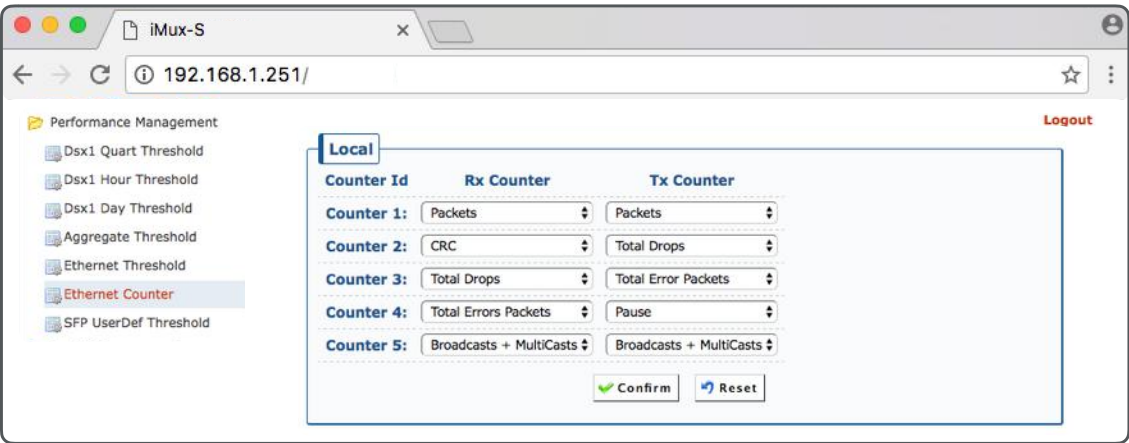 iMux-S
192.168.1.251/
Logout
Performance Management
Dsx1 Quart Threshold
Dsx1 Hour Threshold
Dsx1 Day Threshold
Aggregate Threshold
Ethernet Threshold
Ethernet Counter
SFP UserDef Threshold
Local
Counter Id Rx Counter Tx Counter
Counter 1: Packets Packets
Counter 2: CRC Total Drops
Counter 3: Total Drops Total Error Packets
Counter 4: Total Errors Packets Pause
Counter 5: Broadcasts + MultiCasts Broadcasts + MultiCasts
Confirm Reset